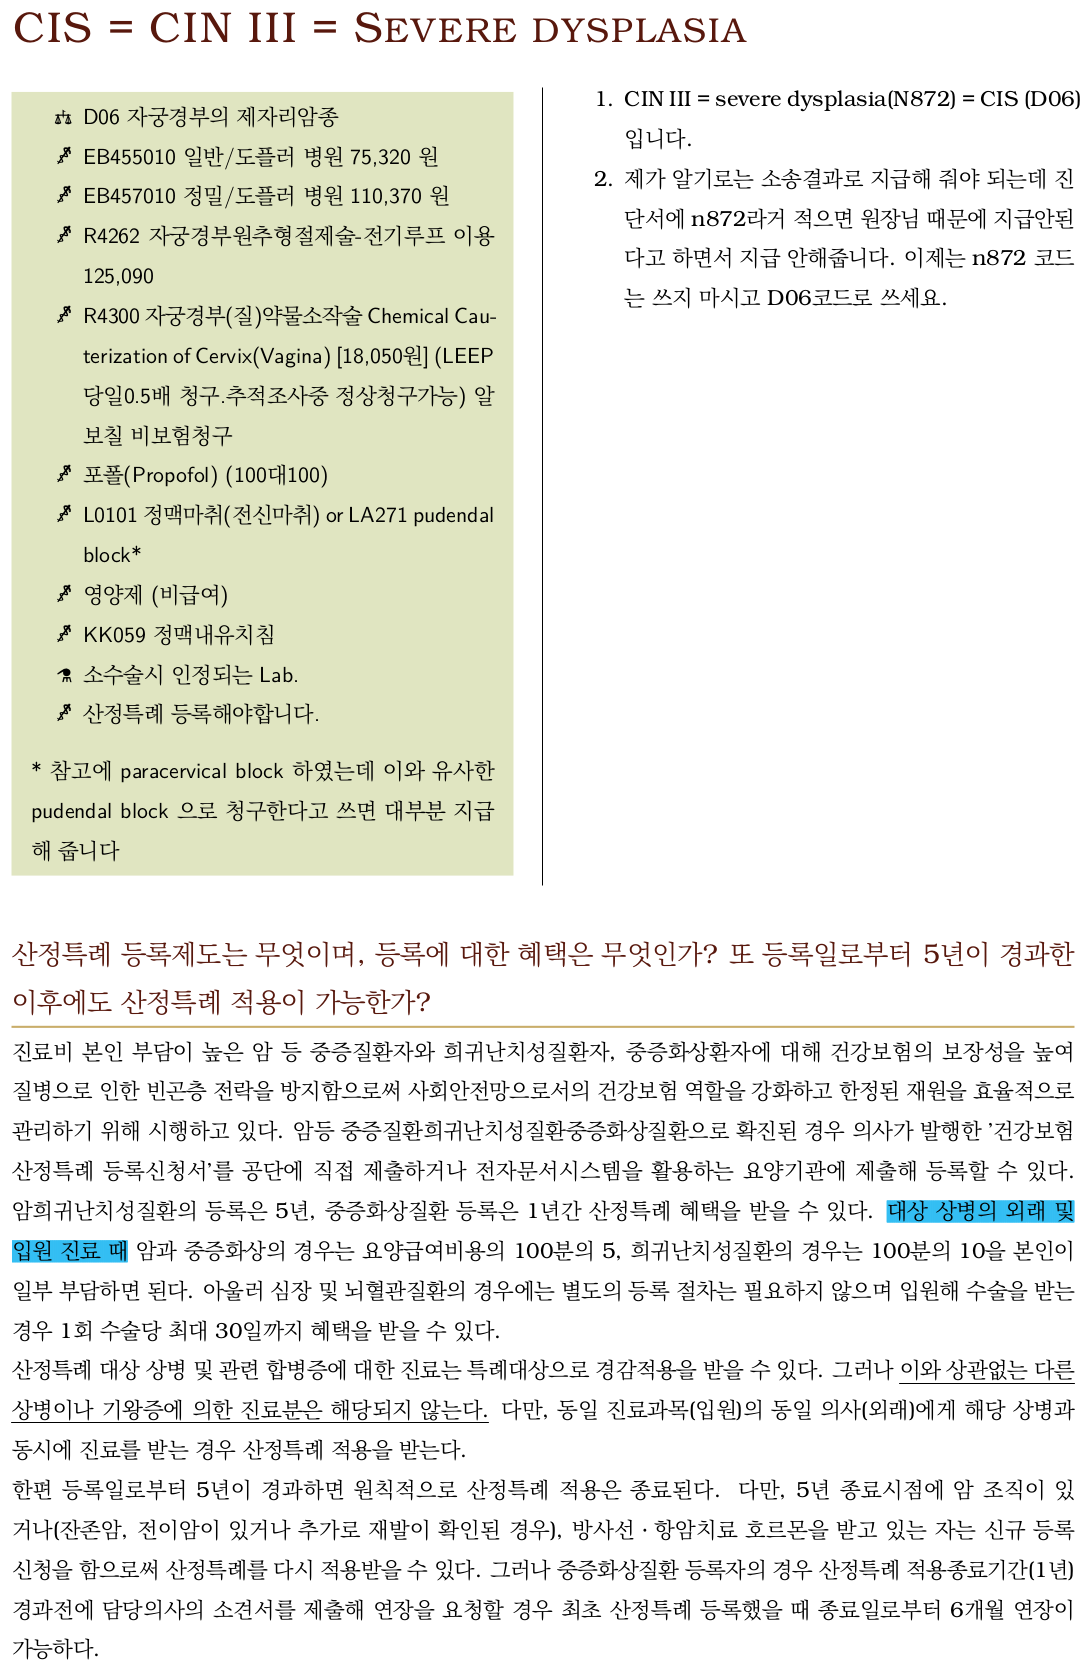 CIS = CIN III = SEVERE DYSPLASIA
D06 자궁경부의 제자리암종
EB455010 일반/도플러 병원 75,320 원
EB457010 정밀/도플러 병원 110,370 원
R4262 자궁경부원추형절제술-전기루프 이용
125,090
R4300 자궁경부(질)약물소작술 Chemical Cau-
terization of Cervix(Vagina) [18,050원] (LEEP
당일0.5배 청구.추적조사중 정상청구가능) 알
보칠 비보험청구
포폴(Propofol) (100대100)
L0101 정맥마취(전신마취) or LA271 pudendal
block*
영양제 (비급여)
KK059 정맥내유치침
소수술시 인정되는 Lab.
산정특례 등록해야합니다.
* 참고에 paracervical block 하였는데 이와 유사한
pudendal block 으로 청구한다고 쓰면 대부분 지급
해 줍니다
1. CIN III = severe dysplasia(N872) = CIS (D06)
입니다.
2. 제가 알기로는 소송결과로 지급해 줘야 되는데 진
단서에 n872라거 적으면 원장님 때문에 지급안된
다고 하면서 지급 안해줍니다. 이제는 n872 코드
는 쓰지 마시고 D06코드로 쓰세요.
산정특례 등록제도는 무엇이며, 등록에 대한 혜택은 무엇인가? 또 등록일로부터 5년이 경과한
이후에도 산정특례 적용이 가능한가?
진료비 본인 부담이 높은 암 등 중증질환자와 희귀난치성질환자, 중증화상환자에 대해 건강보험의 보장성을 높여
질병으로 인한 빈곤층 전락을 방지함으로써 사회안전망으로서의 건강보험 역할을 강화하고 한정된 재원을 효율적으로
관리하기 위해 시행하고 있다. 암등 중증질환희귀난치성질환중증화상질환으로 확진된 경우 의사가 발행한 ’건강보험
산정특례 등록신청서’를 공단에 직접 제출하거나 전자문서시스템을 활용하는 요양기관에 제출해 등록할 수 있다.
암희귀난치성질환의 등록은 5년, 중증화상질환 등록은 1년간 산정특례 혜택을 받을 수 있다. 대상 상병의 외래 및
입원 진료 때 암과 중증화상의 경우는 요양급여비용의 100분의 5, 희귀난치성질환의 경우는 100분의 10을 본인이
일부 부담하면 된다. 아울러 심장 및 뇌혈관질환의 경우에는 별도의 등록 절차는 필요하지 않으며 입원해 수술을 받는
경우 1회 수술당 최대 30일까지 혜택을 받을 수 있다.
산정특례 대상 상병 및 관련 합병증에 대한 진료는 특례대상으로 경감적용을 받을 수 있다. 그러나 이와 상관없는 다른
상병이나 기왕증에 의한 진료분은 해당되지 않는다. 다만, 동일 진료과목(입원)의 동일 의사(외래)에게 해당 상병과
동시에 진료를 받는 경우 산정특례 적용을 받는다.
한편 등록일로부터 5년이 경과하면 원칙적으로 산정특례 적용은 종료된다. 다만, 5년 종료시점에 암 조직이 있
거나(잔존암, 전이암이 있거나 추가로 재발이 확인된 경우), 방사선 · 항암치료 호르몬을 받고 있는 자는 신규 등록
신청을 함으로써 산정특례를 다시 적용받을 수 있다. 그러나 중증화상질환 등록자의 경우 산정특례 적용종료기간(1년)
경과전에 담당의사의 소견서를 제출해 연장을 요청할 경우 최초 산정특례 등록했을 때 종료일로부터 6개월 연장이
가능하다.